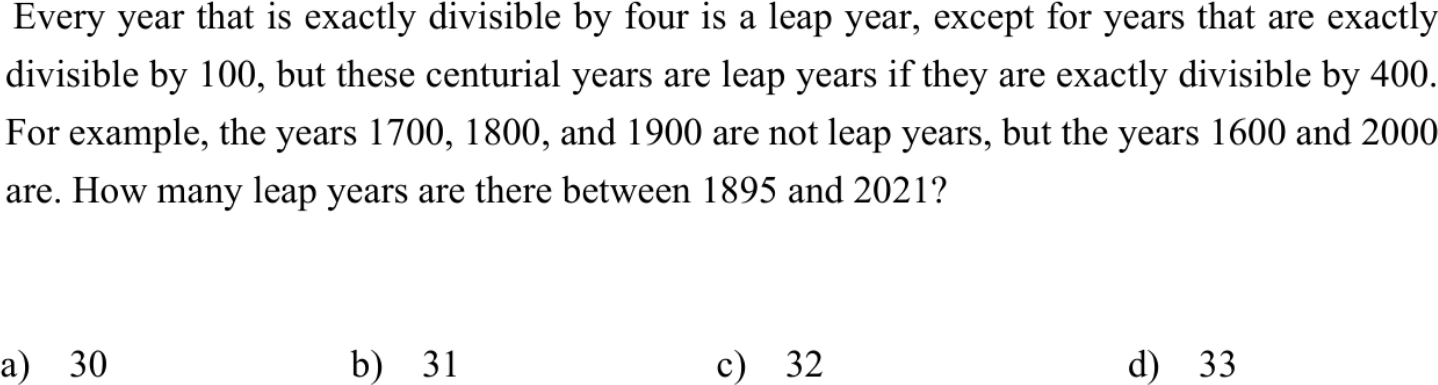 Every year that is exactly divisible by four is a leap year, except for years that are exactly
divisible by 100, but these centurial years are leap years if they are exactly divisible by 400.
For example, the years 1700, 1800, and 1900 are not leap years, but the years 1600 and 2000
are. How many leap years are there between 1895 and 2021?
a) 30 b) 31 c) 32 d) 33